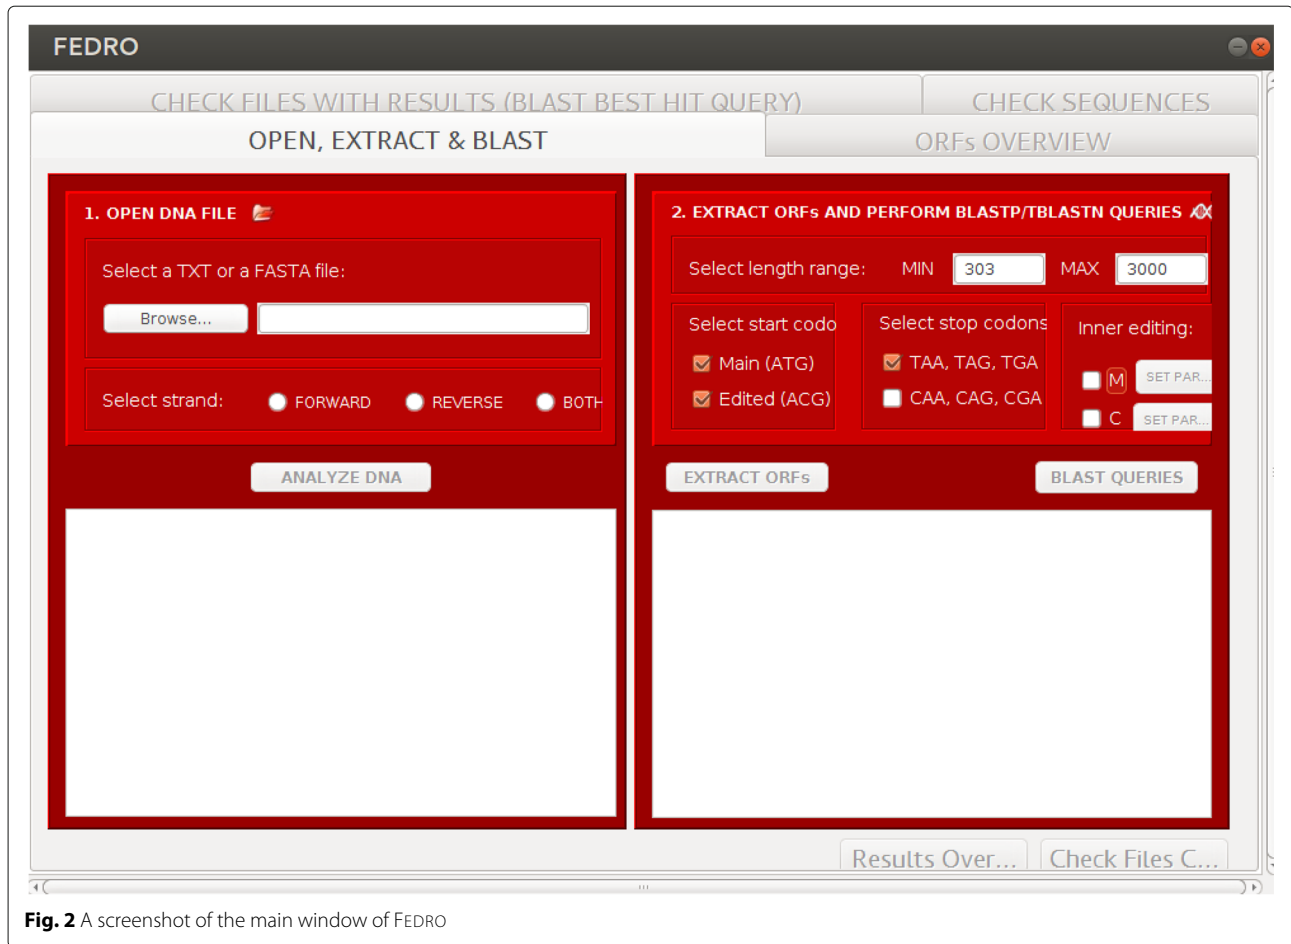 FEDRO
CHECK FILES WITH RESULTS (BLAST BEST HIT QUERY)
CHECK SEQUENCES
OPEN, EXTRACT & BLAST
ORFs OVERVIEW
1. OPEN DNA FILE
Select a TXT or a FASTA file:
Browse...
Select strand: FORWARD REVERSE BOTH
ANALYZE DNA
2. EXTRACT ORFs AND PERFORM BLASTP/TBLASTN QUERIES
Select length range: MIN 303 MAX 3000
Select start codo
Main (ATG)
Edited (ACG)
Select stop codons
TAA, TAG, TGA
CAA, CAG, CGA
Inner editing:
M SET PAR...
C SET PAR...
EXTRACT ORFs
BLAST QUERIES
Results Over...
Check Files C...
Fig. 2 A screenshot of the main window of FEDRO